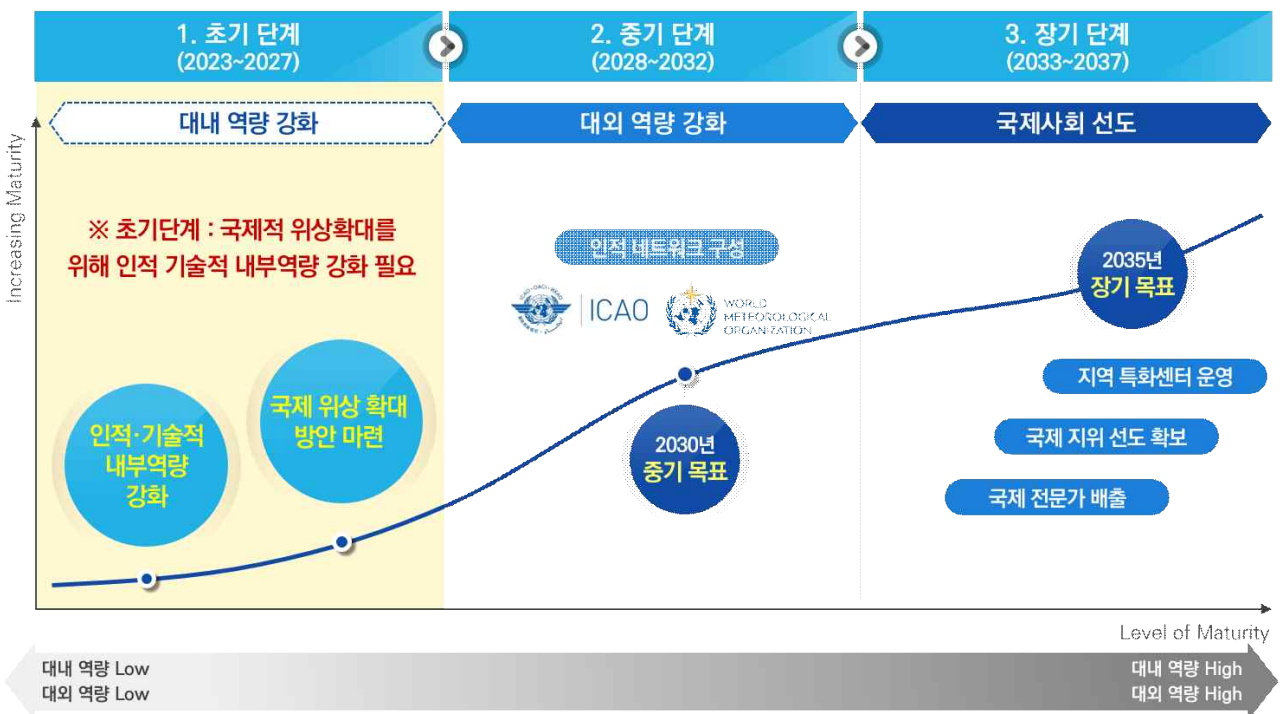 1. 초기 단계
(2023~2027)
2. 중기 단계
(2028~2032)
3. 장기 단계
(2033~2037)
대내 역량 강화
대외 역량 강화
국제사회 선도
Increasing Maturity
※ 초기단계 : 국제적 위상확대를
위해 인적 기술적 내부역량 강화 필요
인적·기술적
내부역량
강화
국제 위상 확대
방안 마련
인적 네트워크 구성
ICAO
WORLD
METEOROLOGICAL
ORGANIZATION
2030년
중기 목표
2035년
장기 목표
지역 특화센터 운영
국제 지위 선도 확보
국제 전문가 배출
Level of Maturity
대내 역량 Low
대외 역량 Low
대내 역량 High
대외 역량 High